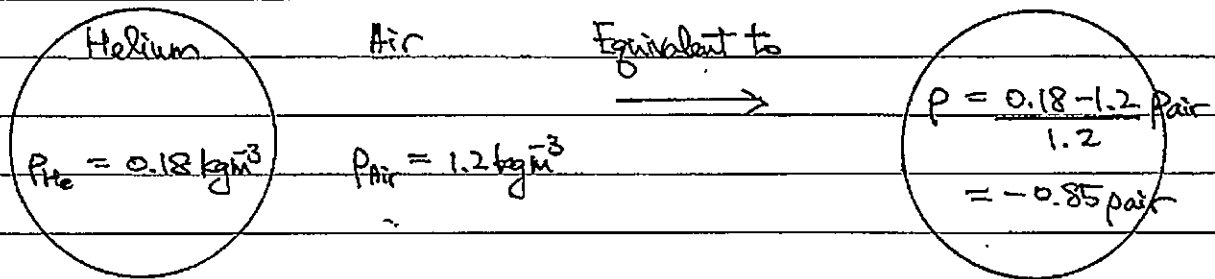 Helium Air Equivalent to
→
ρ = (0.18 - 1.2)/1.2 ρair
ρHe = 0.18 kgm⁻³ ρAir = 1.2 kgm⁻³
= -0.85 ρair